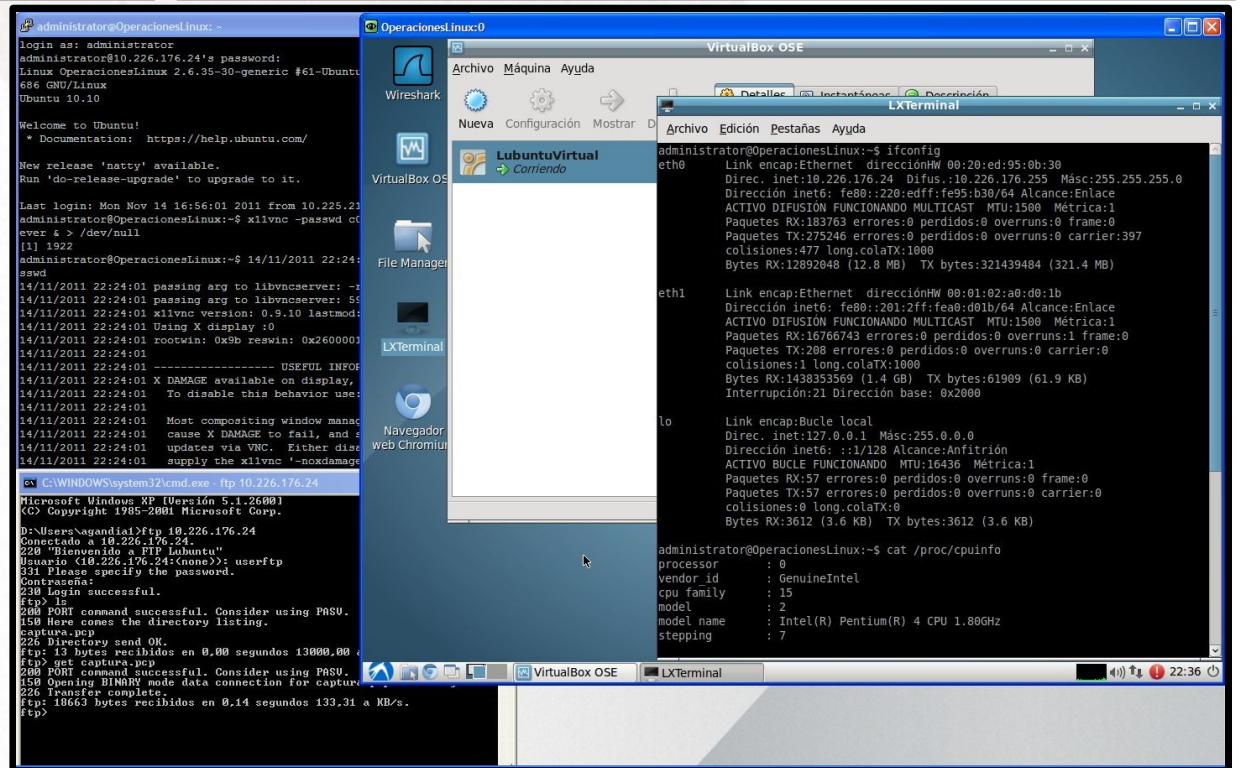 administrator@OperacionesLinux: ~
login as: administrator
administrator@10.226.176.24's password:
Linux OperacionesLinux 2.6.35-30-generic #61-Ubuntu
686 GNU/Linux
Ubuntu 10.10
Welcome to Ubuntu!
* Documentation: https://help.ubuntu.com/
New release 'natty' available.
Run 'do-release-upgrade' to upgrade to it.
Last login: Mon Nov 14 16:56:01 2011 from 10.225.21
administrator@OperacionesLinux:~$ x11vnc -passwd c0
ever & > /dev/null
[1] 1922
administrator@OperacionesLinux:~$ 14/11/2011 22:24:
sswd
14/11/2011 22:24:01 passing arg to libvncserver: -r
14/11/2011 22:24:01 passing arg to libvncserver: 59
14/11/2011 22:24:01 x11vnc version: 0.9.10 lastmod:
14/11/2011 22:24:01 Using X display :0
14/11/2011 22:24:01 rootwin: 0x9b reswin: 0x2600001
14/11/2011 22:24:01
14/11/2011 22:24:01 ------------------ USEFUL INFOR
14/11/2011 22:24:01 X DAMAGE available on display,
14/11/2011 22:24:01 To disable this behavior use:
14/11/2011 22:24:01
14/11/2011 22:24:01 Most compositing window manag
14/11/2011 22:24:01 cause X DAMAGE to fail, and s
14/11/2011 22:24:01 updates via VNC. Either disa
14/11/2011 22:24:01 supply the x11vnc '-noxdamage
C:\WINDOWS\system32\cmd.exe - ftp 10.226.176.24
Microsoft Windows XP [Versión 5.1.2600]
(C) Copyright 1985-2001 Microsoft Corp.
D:\Users\agandia1>ftp 10.226.176.24
Conectado a 10.226.176.24.
220 "Bienvenido a FTP Lubuntu"
Usuario (10.226.176.24:(none)): userftp
331 Please specify the password.
Contraseña:
230 Login successful.
ftp> ls
200 PORT command successful. Consider using PASV.
150 Here comes the directory listing.
captura.pcp
226 Directory send OK.
ftp: 13 bytes recibidos en 0,00 segundos 13000,00 a
ftp> get captura.pcp
200 PORT command successful. Consider using PASV.
150 Opening BINARY mode data connection for captura
226 Transfer complete.
ftp: 18663 bytes recibidos en 0,14 segundos 133,31 a KB/s.
ftp>
OperacionesLinux:0
Wireshark
VirtualBox OS
File Manager
LXTerminal
Navegador
web Chromiur
VirtualBox OSE
Archivo Máquina Ayuda
Nueva Configuración Mostrar D
Detalles Instantáneas Descripción
LubuntuVirtual
Corriendo
LXTerminal
Archivo Edición Pestañas Ayuda
administrator@OperacionesLinux:~$ ifconfig
eth0 Link encap:Ethernet direcciónHW 00:20:ed:95:0b:30
Direc. inet:10.226.176.24 Difus.:10.226.176.255 Másc:255.255.255.0
Dirección inet6: fe80::220:edff:fe95:b30/64 Alcance:Enlace
ACTIVO DIFUSIÓN FUNCIONANDO MULTICAST MTU:1500 Métrica:1
Paquetes RX:183763 errores:0 perdidos:0 overruns:0 frame:0
Paquetes TX:275246 errores:0 perdidos:0 overruns:0 carrier:397
colisiones:477 long.colaTX:1000
Bytes RX:12892048 (12.8 MB) TX bytes:321439484 (321.4 MB)
eth1 Link encap:Ethernet direcciónHW 00:01:02:a0:d0:1b
Dirección inet6: fe80::201:2ff:fea0:d01b/64 Alcance:Enlace
ACTIVO DIFUSIÓN FUNCIONANDO MULTICAST MTU:1500 Métrica:1
Paquetes RX:16766743 errores:0 perdidos:0 overruns:1 frame:0
Paquetes TX:208 errores:0 perdidos:0 overruns:0 carrier:0
colisiones:1 long.colaTX:1000
Bytes RX:1438353569 (1.4 GB) TX bytes:61909 (61.9 KB)
Interrupción:21 Dirección base: 0x2000
lo Link encap:Bucle local
Direc. inet:127.0.0.1 Másc:255.0.0.0
Dirección inet6: ::1/128 Alcance:Anfitrión
ACTIVO BUCLE FUNCIONANDO MTU:16436 Métrica:1
Paquetes RX:57 errores:0 perdidos:0 overruns:0 frame:0
Paquetes TX:57 errores:0 perdidos:0 overruns:0 carrier:0
colisiones:0 long.colaTX:0
Bytes RX:3612 (3.6 KB) TX bytes:3612 (3.6 KB)
administrator@OperacionesLinux:~$ cat /proc/cpuinfo
processor : 0
vendor_id : GenuineIntel
cpu family : 15
model : 2
model name : Intel(R) Pentium(R) 4 CPU 1.80GHz
stepping : 7
VirtualBox OSE LXTerminal 22:36